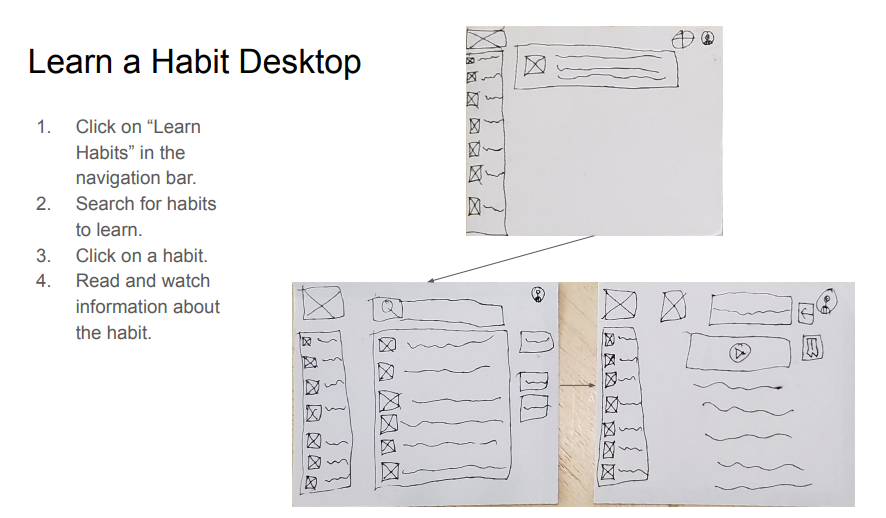 Learn a Habit Desktop
1. Click on “Learn
Habits” in the
navigation bar.
2. Search for habits
to learn.
3. Click on a habit.
4. Read and watch
information about
the habit.